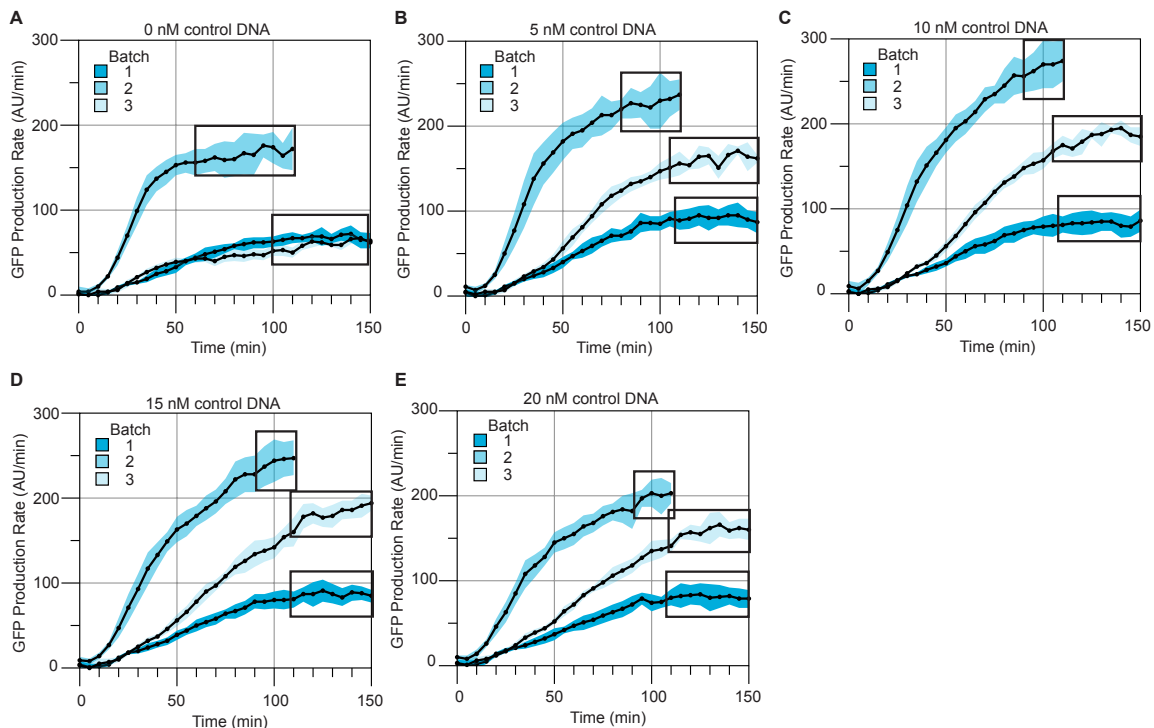 A
0 nM control DNA
300
200
100
0
GFP Production Rate (AU/min)
Batch
1
2
3
0 50 100 150
Time (min)
B
5 nM control DNA
300
200
100
0
GFP Production Rate (AU/min)
Batch
1
2
3
0 50 100 150
Time (min)
C
10 nM control DNA
300
200
100
0
GFP Production Rate (AU/min)
Batch
1
2
3
0 50 100 150
Time (min)
D
15 nM control DNA
300
200
100
0
GFP Production Rate (AU/min)
Batch
1
2
3
0 50 100 150
Time (min)
E
20 nM control DNA
300
200
100
0
GFP Production Rate (AU/min)
Batch
1
2
3
0 50 100 150
Time (min)